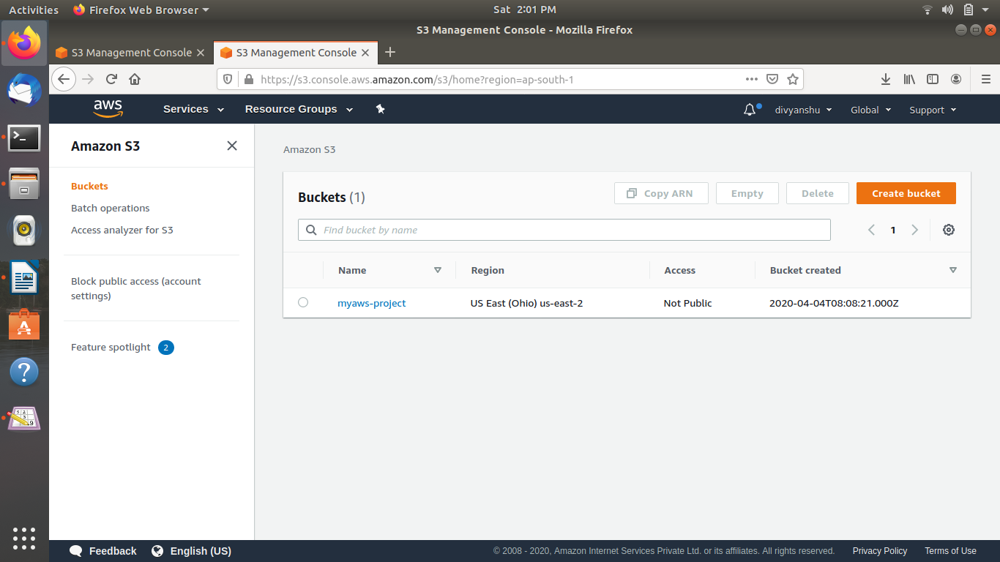 Activities Firefox Web Browser Sat 2:01 PM
S3 Management Console - Mozilla Firefox
S3 Management Console S3 Management Console
https://s3.console.aws.amazon.com/s3/home?region=ap-south-1
aws Services Resource Groups divyanshu Global Support
Amazon S3
Buckets
Batch operations
Access analyzer for S3
Block public access (account
settings)
Feature spotlight 2
Amazon S3
Buckets (1) Copy ARN Empty Delete Create bucket
Find bucket by name 1
Name Region Access Bucket created
myaws-project US East (Ohio) us-east-2 Not Public 2020-04-04T08:08:21.000Z
Feedback English (US) © 2008 - 2020, Amazon Internet Services Private Ltd. or its affiliates. All rights reserved. Privacy Policy Terms of Use